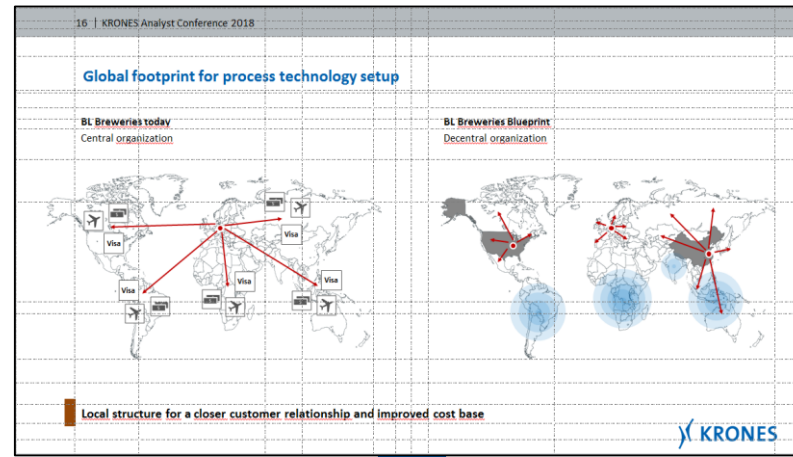 16 | KRONES Analyst Conference 2018
Global footprint for process technology setup
BL Breweries today
Central organization
BL Breweries Blueprint
Decentral organization
Visa
Visa
Visa
Visa
Visa
Local structure for a closer customer relationship and improved cost base
KRONES